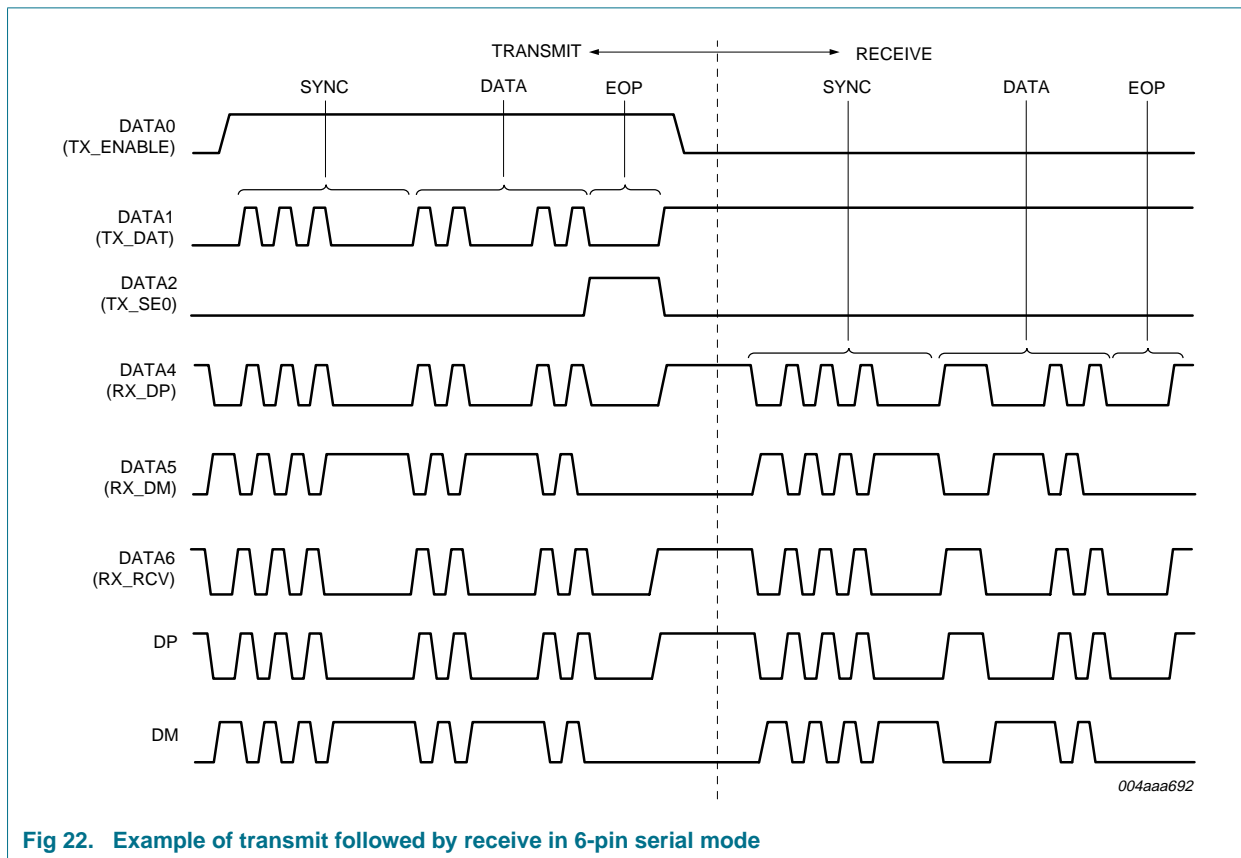 TRANSMIT RECEIVE
SYNC DATA EOP SYNC DATA EOP
DATA0
(TX_ENABLE)
DATA1
(TX_DAT)
DATA2
(TX_SE0)
DATA4
(RX_DP)
DATA5
(RX_DM)
DATA6
(RX_RCV)
DP
DM
004aaa692
Fig 22. Example of transmit followed by receive in 6-pin serial mode